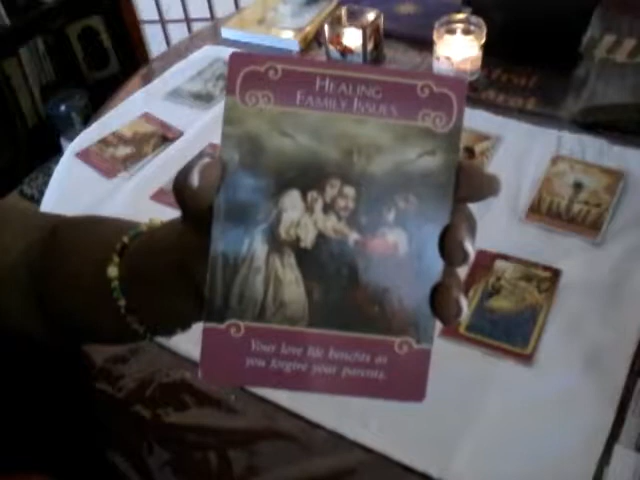 HEALING
FAMILY ISSUES
Your love life benefits as
you forgive your parents.